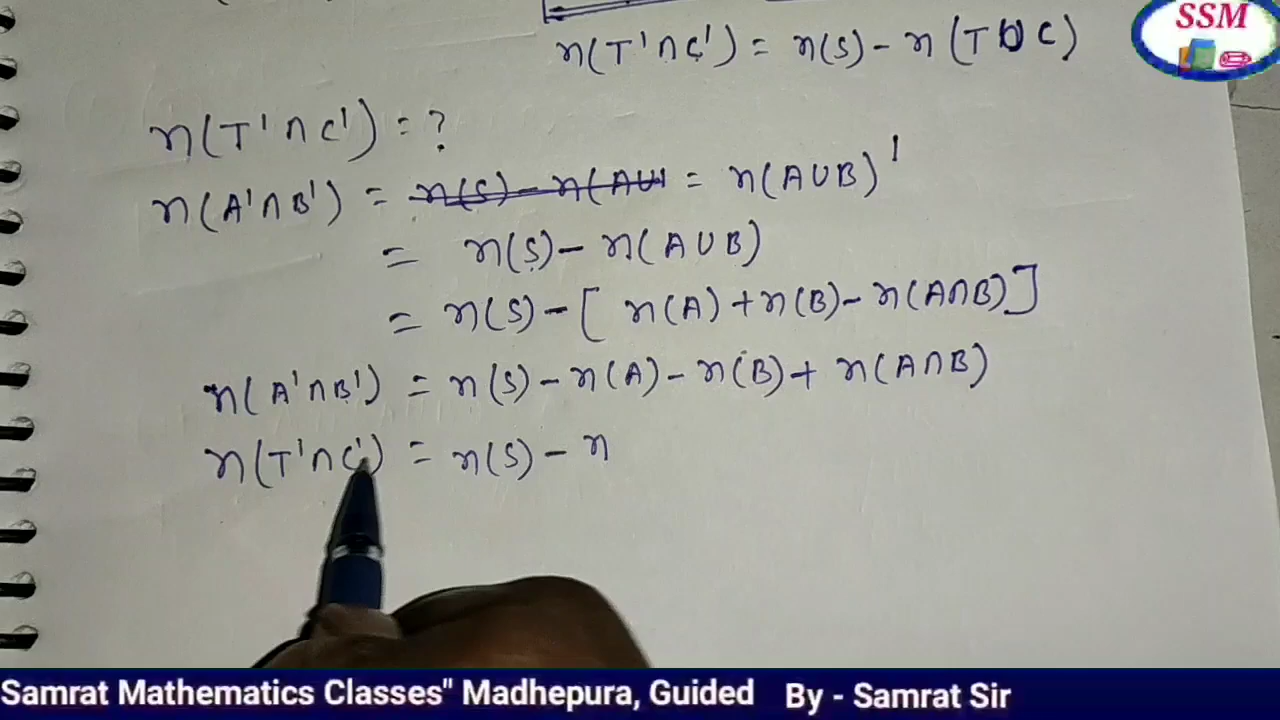 SSM
n(T'∩C') = n(S) - n(T∪C)
n(T'∩C') = ?
n(A'∩B') = n(S) - n(A∪ = n(A∪B)'
= n(S) - n(A∪B)
= n(S) - [ n(A) + n(B) - n(A∩B) ]
n(A'∩B') = n(S) - n(A) - n(B) + n(A∩B)
n(T'∩C') = n(S) - n
Samrat Mathematics Classes" Madhepura, Guided By - Samrat Sir